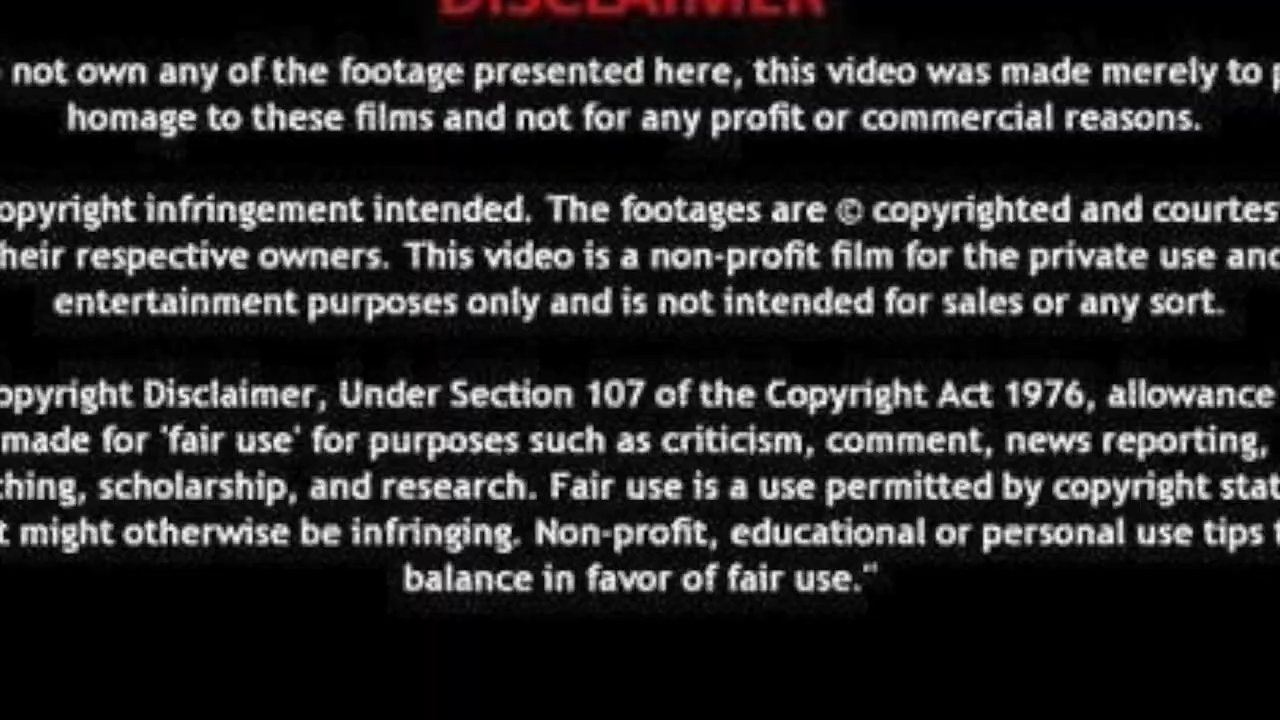 DISCLAIMER
not own any of the footage presented here, this video was made merely to
homage to these films and not for any profit or commercial reasons.
opyright infringement intended. The footages are © copyrighted and courtes
heir respective owners. This video is a non-profit film for the private use and
entertainment purposes only and is not intended for sales or any sort.
opyright Disclaimer, Under Section 107 of the Copyright Act 1976, allowance
made for 'fair use' for purposes such as criticism, comment, news reporting,
ching, scholarship, and research. Fair use is a use permitted by copyright stat
t might otherwise be infringing. Non-profit, educational or personal use tips
balance in favor of fair use."